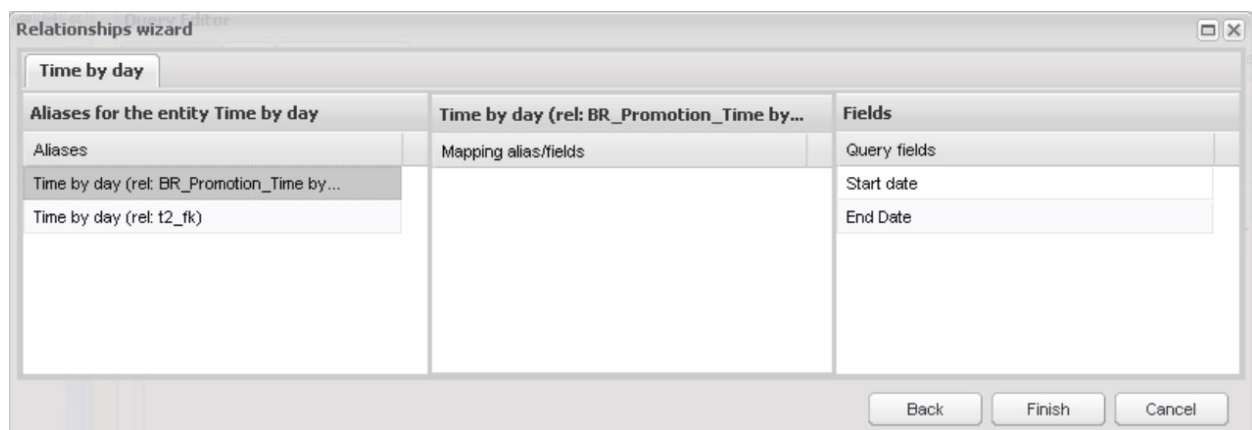 Query Editor
Relationships wizard
Time by day
Aliases for the entity Time by day
Aliases
Time by day (rel: BR_Promotion_Time by...
Time by day (rel: t2_fk)
Time by day (rel: BR_Promotion_Time by...
Mapping alias/fields
Fields
Query fields
Start date
End Date
Back
Finish
Cancel